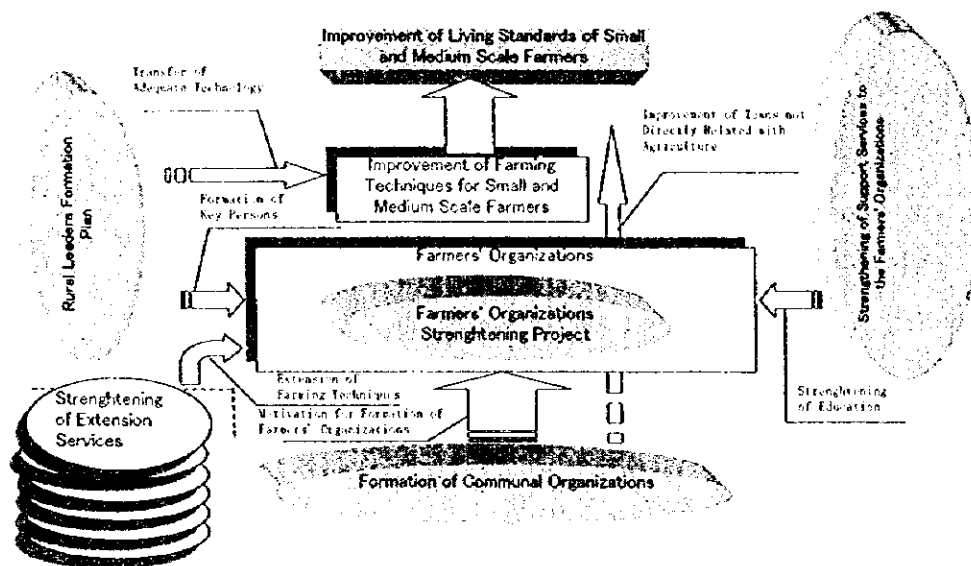 Improvement of Living Standards of Small
and Medium Scale Farmers
Transfer of
Adequate Technology
Improvement of Items not
Directly Related with
Agriculture
Improvement of Farming
Techniques for Small and
Medium Scale Farmers
Formation of
Key Persons
Rural Leeders Formation
Plan
Strengthening of Support Services to
the Farmers' Organizations
Farmers' Organizations
Farmers' Organizations
Strenghtening Project
Extension of
Farming Techniques
Motivation for Formation of
Farmers' Organizations
Strenghtening
of Education
Strenghtening
of Extension
Services
Formation of Communal Organizations